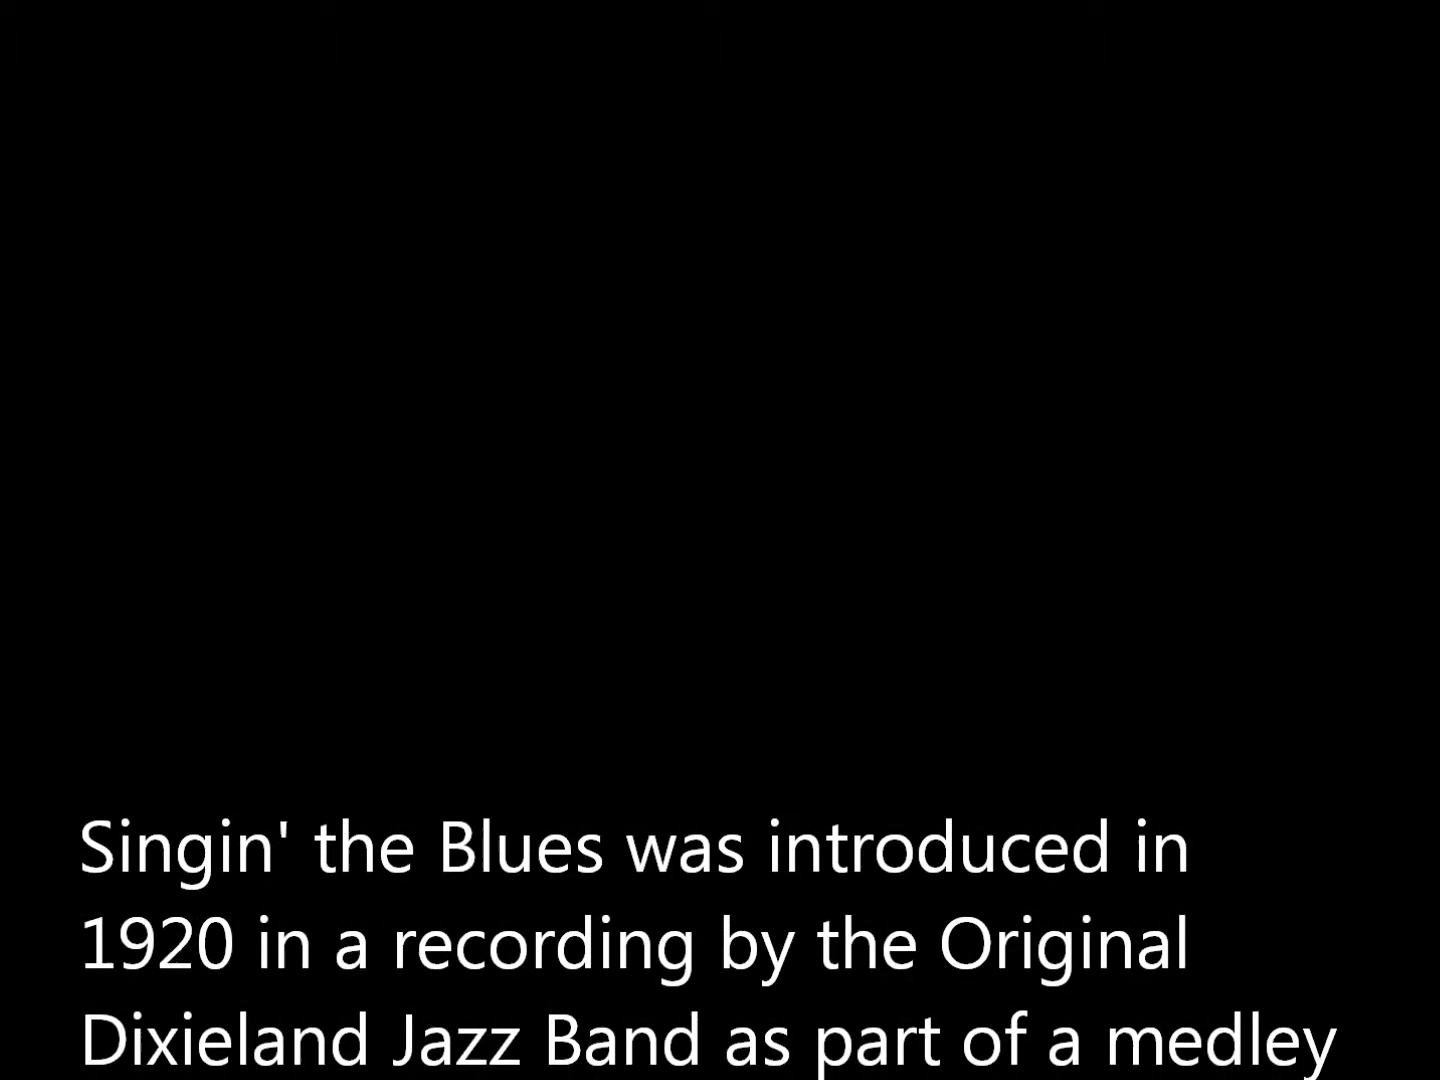 Singin' the Blues was introduced in
1920 in a recording by the Original
Dixieland Jazz Band as part of a medley